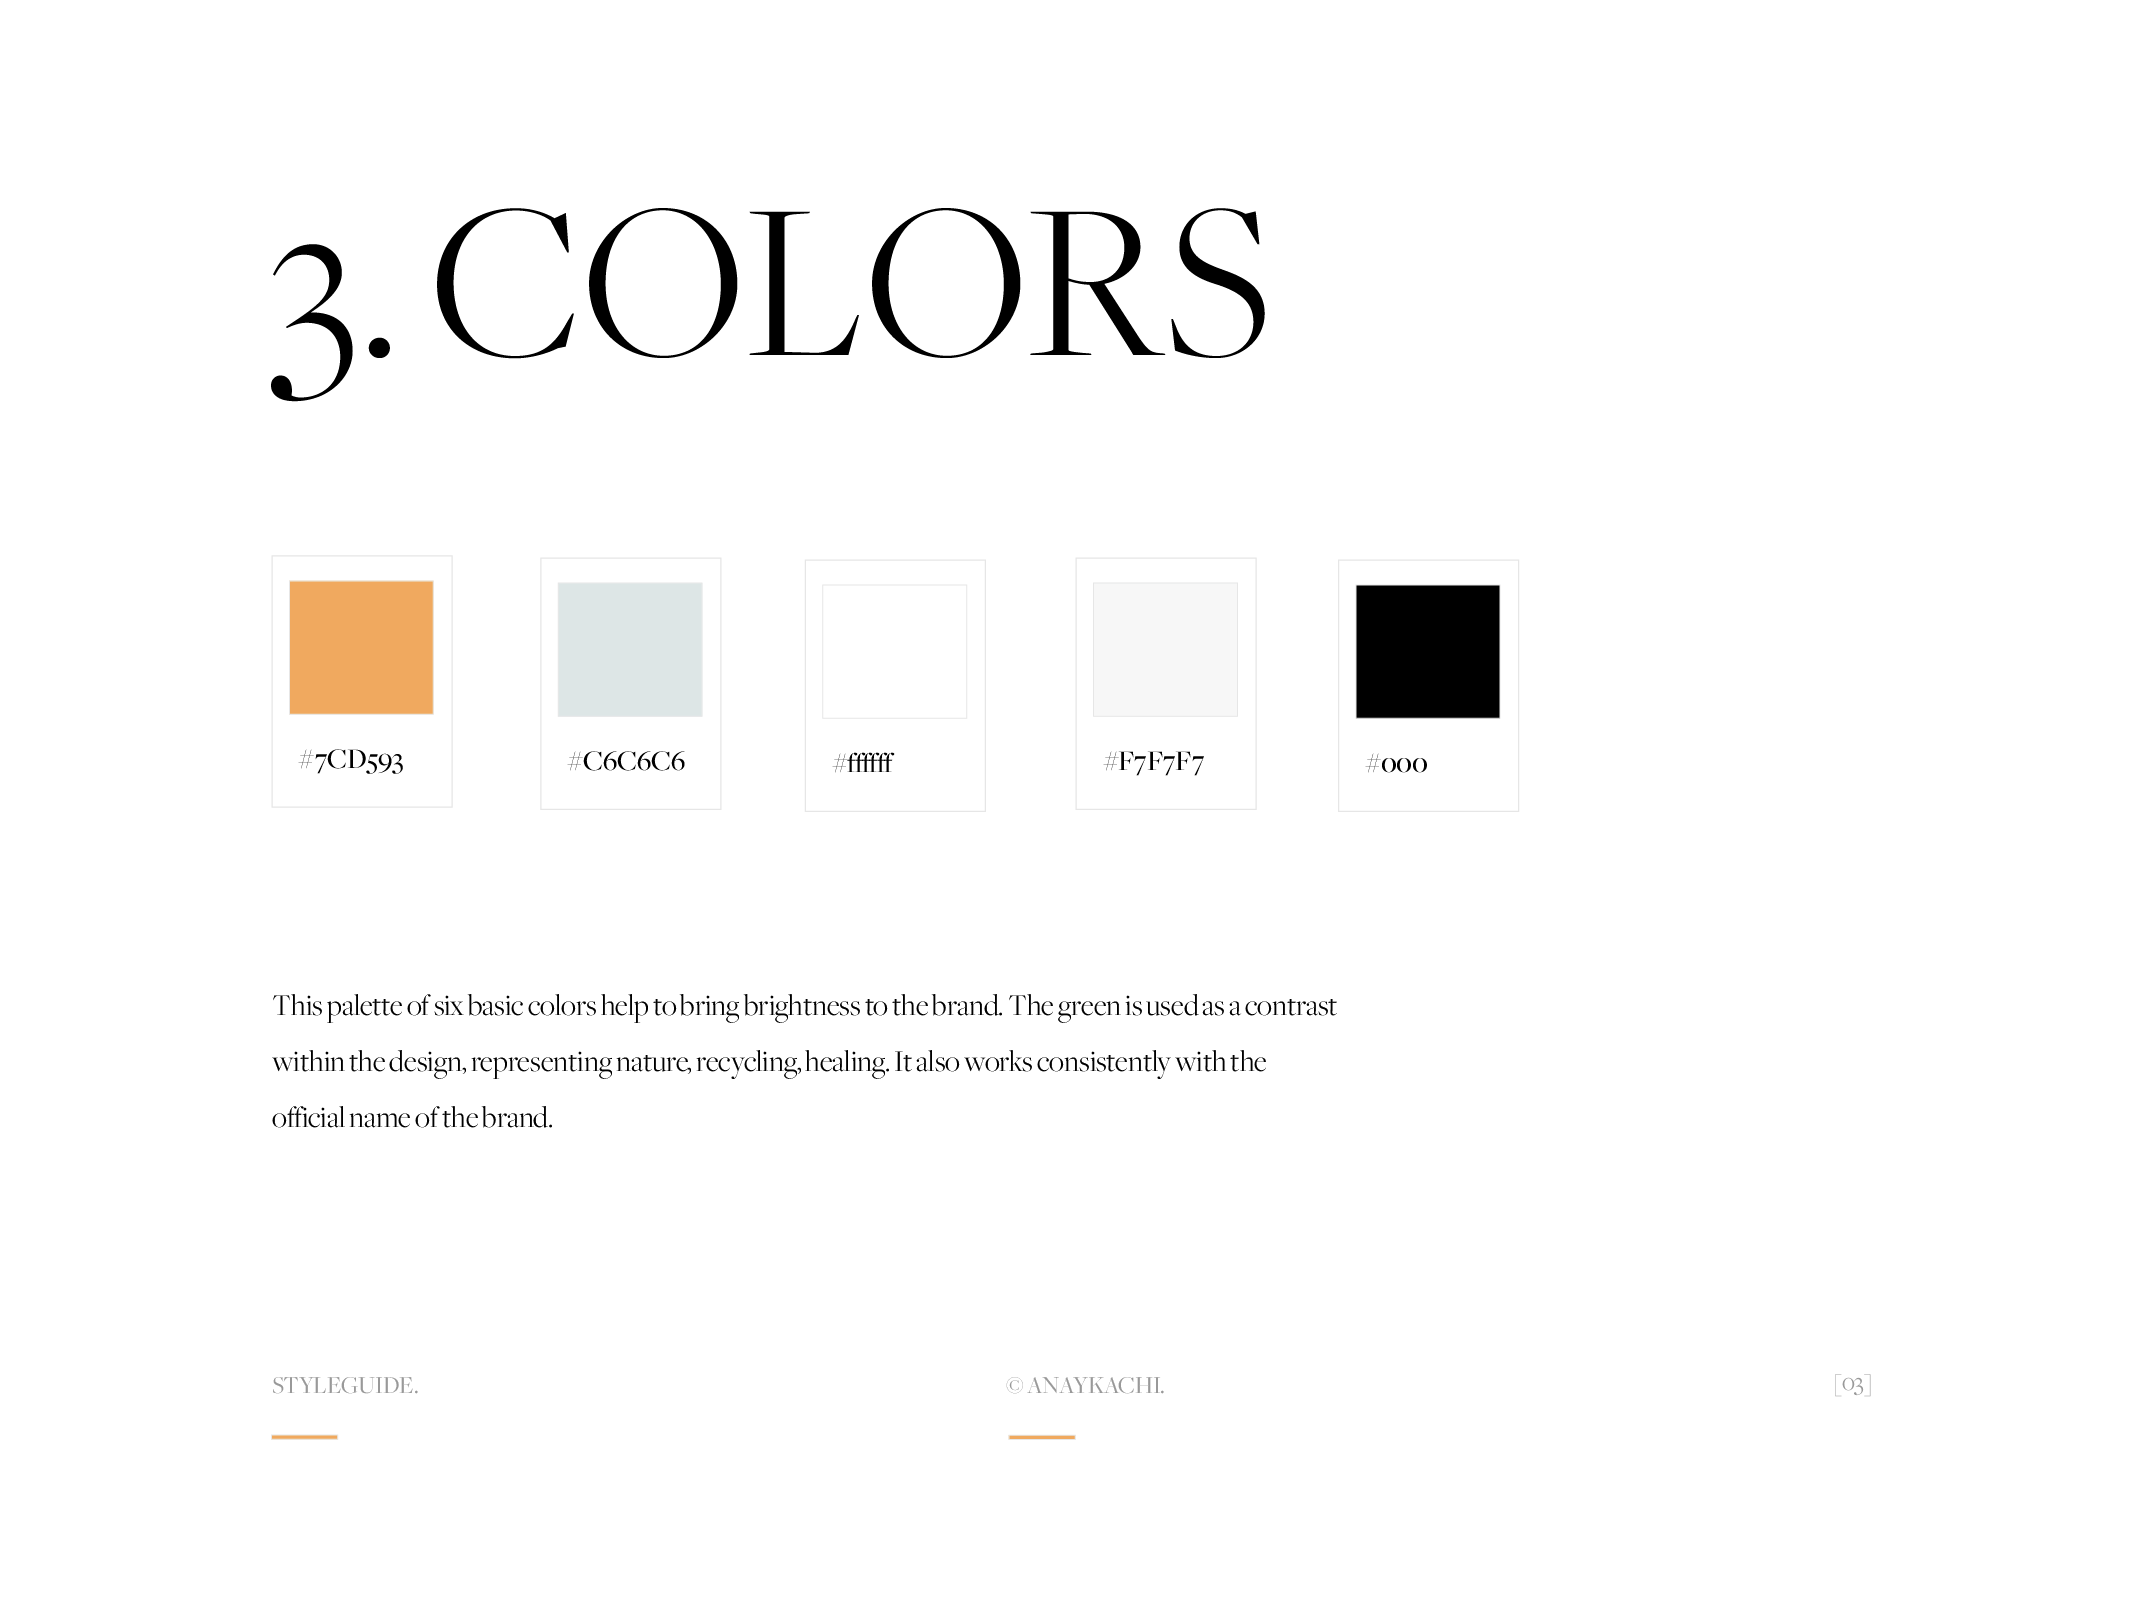 3. COLORS
#7CD593
#C6C6C6
#ffffff
#F7F7F7
#000
This palette of six basic colors help to bring brightness to the brand. The green is used as a contrast
within the design, representing nature, recycling, healing. It also works consistently with the
official name of the brand.
STYLEGUIDE.
© ANAYKACHI.
[03]